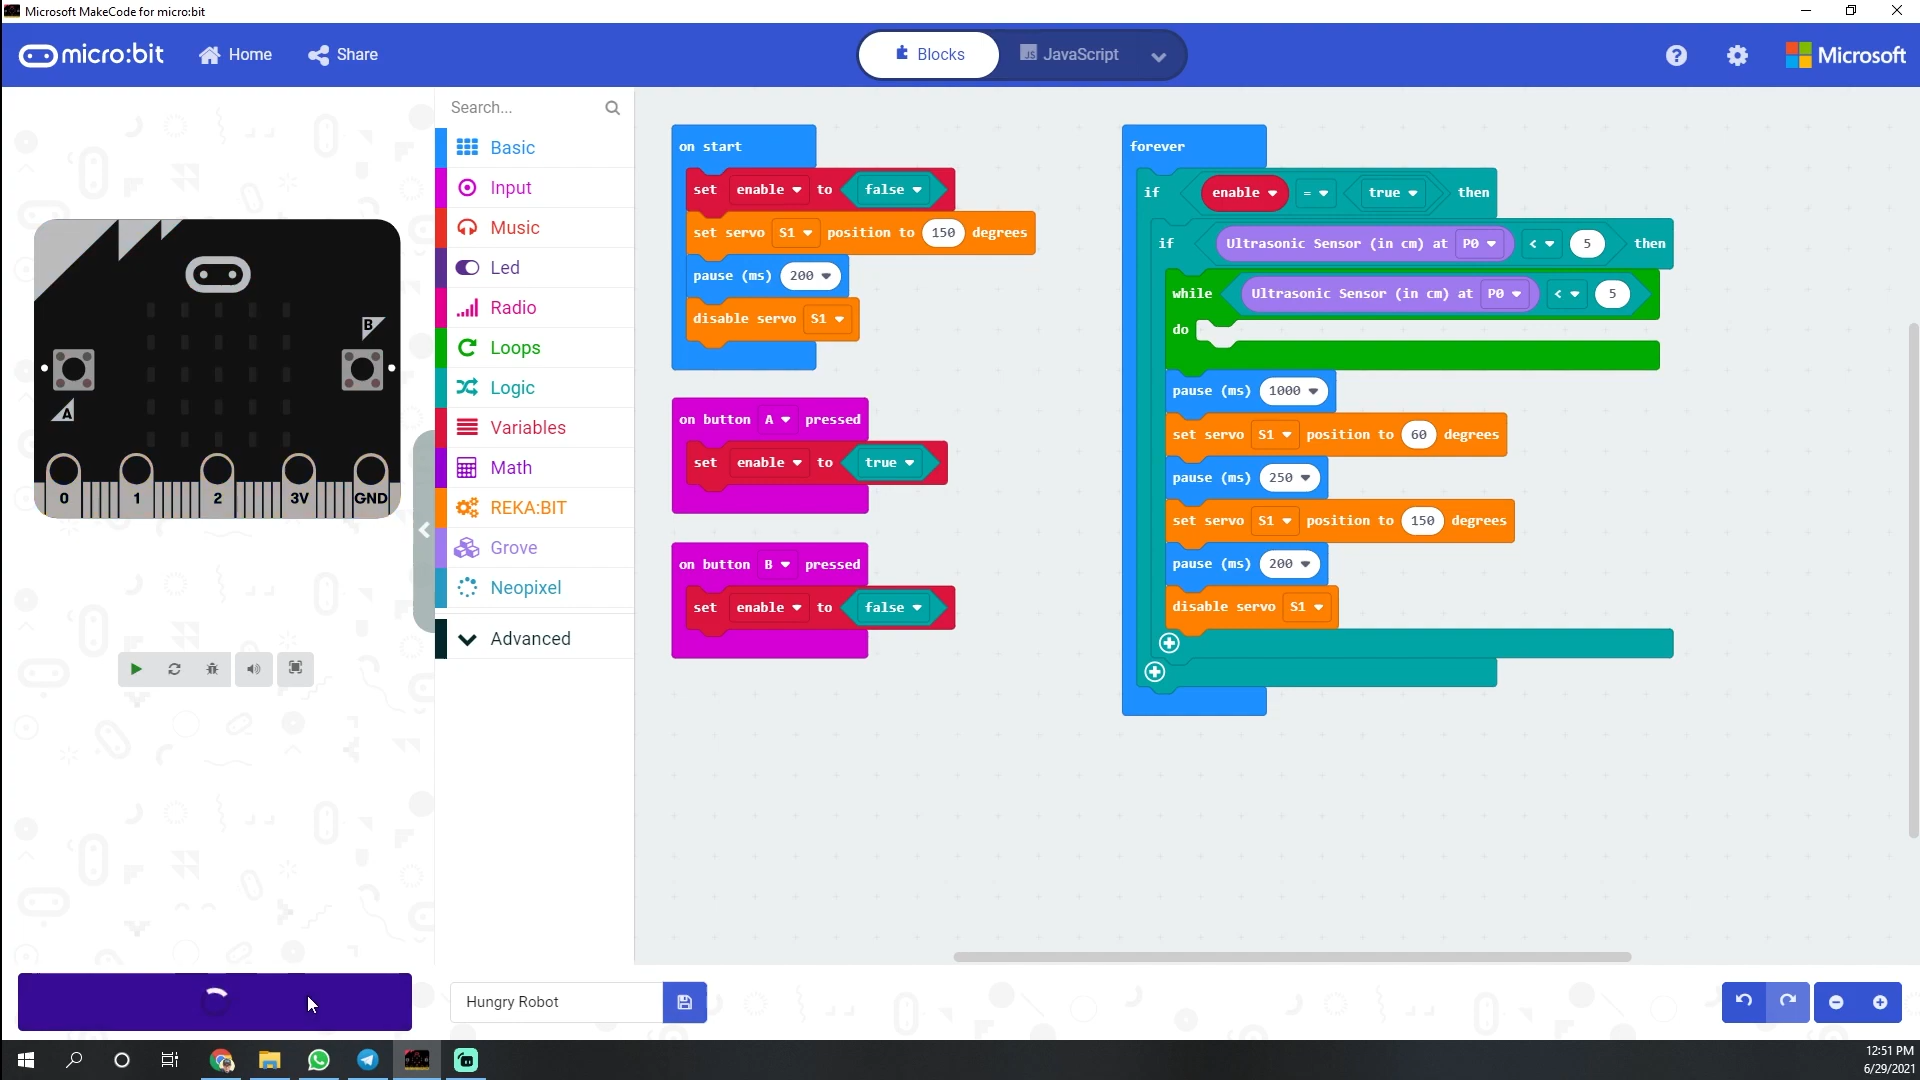 Microsoft MakeCode for micro:bit
micro:bit
Home
Share
Blocks
JS JavaScript
?
Microsoft
B
A
0 1 2 3V GND
Search...
Basic
Input
Music
Led
Radio
Loops
Logic
Variables
Math
REKA:BIT
Grove
Neopixel
Advanced
on start
set enable to false
set servo S1 position to 150 degrees
pause (ms) 200
disable servo S1
on button A pressed
set enable to true
on button B pressed
set enable to false
forever
if enable = true then
if Ultrasonic Sensor (in cm) at P0 < 5 then
while Ultrasonic Sensor (in cm) at P0 < 5
do
pause (ms) 1000
set servo S1 position to 60 degrees
pause (ms) 250
set servo S1 position to 150 degrees
pause (ms) 200
disable servo S1
Hungry Robot
12:51 PM
6/29/2021